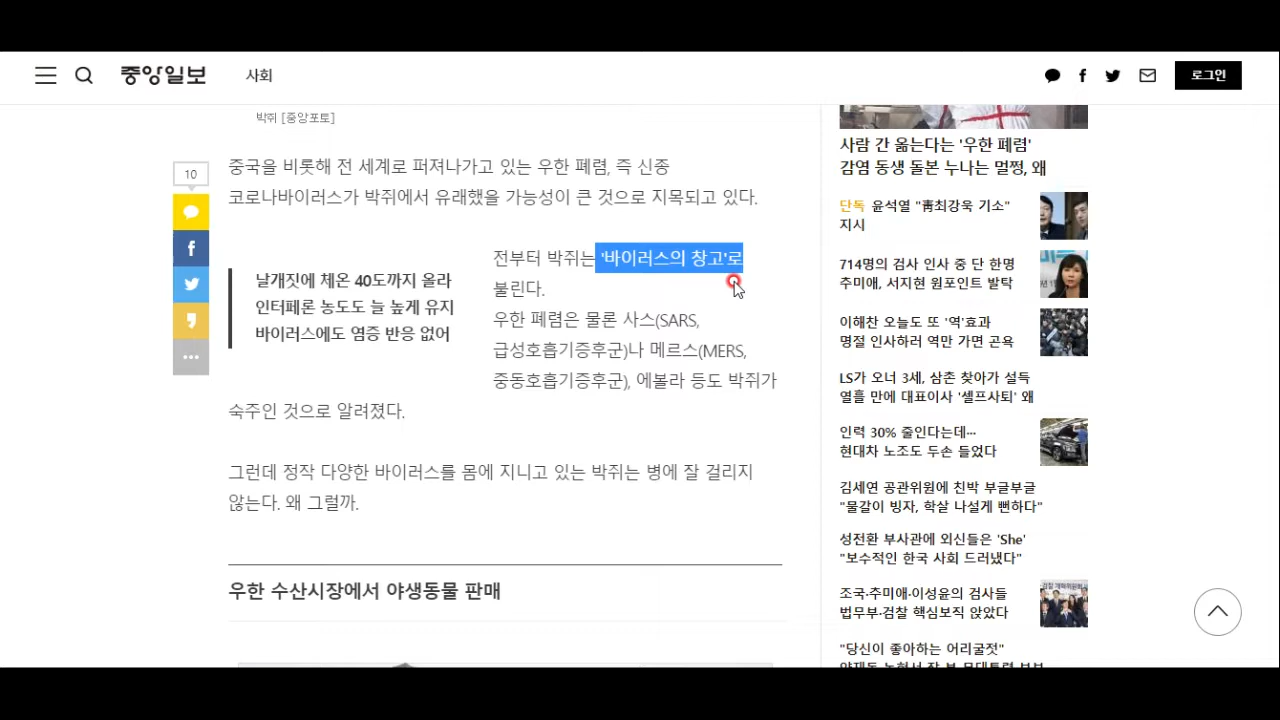 중앙일보
사회
로그인
박쥐 [중앙포토]
10
중국을 비롯해 전 세계로 퍼져나가고 있는 우한 폐렴, 즉 신종
코로나바이러스가 박쥐에서 유래했을 가능성이 큰 것으로 지목되고 있다.
날갯짓에 체온 40도까지 올라
인터페론 농도도 늘 높게 유지
바이러스에도 염증 반응 없어
전부터 박쥐는 '바이러스의 창고'로
불린다.
우한 폐렴은 물론 사스(SARS,
급성호흡기증후군)나 메르스(MERS,
중동호흡기증후군), 에볼라 등도 박쥐가
숙주인 것으로 알려졌다.
그런데 정작 다양한 바이러스를 몸에 지니고 있는 박쥐는 병에 잘 걸리지
않는다. 왜 그럴까.
우한 수산시장에서 야생동물 판매
사람 간 옮는다는 '우한 폐렴'
감염 동생 돌본 누나는 멀쩡, 왜
단독 윤석열 "靑최강욱 기소"
지시
714명의 검사 인사 중 단 한명
추미애, 서지현 원포인트 발탁
이해찬 오늘도 또 '역'효과
명절 인사하러 역만 가면 곤욕
LS가 오너 3세, 삼촌 찾아가 설득
열흘 만에 대표이사 '셀프사퇴' 왜
인력 30% 줄인다는데…
현대차 노조도 두손 들었다
김세연 공관위원에 친박 부글부글
"물갈이 빙자, 학살 나설게 뻔하다"
성전환 부사관에 외신들은 'She'
"보수적인 한국 사회 드러냈다"
조국·추미애·이성윤의 검사들
법무부·검찰 핵심보직 앉았다
"당신이 좋아하는 어리굴젓"